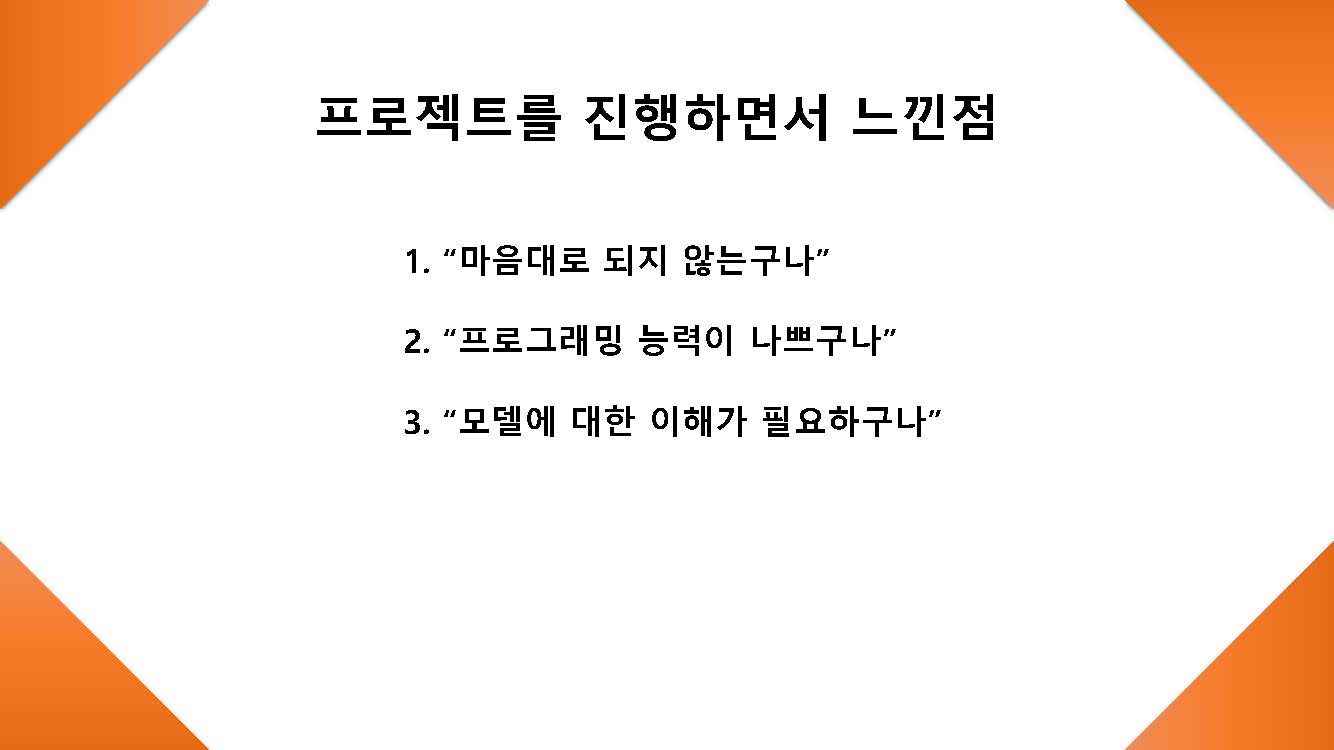 프로젝트를 진행하면서 느낀점
1. “마음대로 되지 않는구나”
2. “프로그래밍 능력이 나쁘구나”
3. “모델에 대한 이해가 필요하구나”